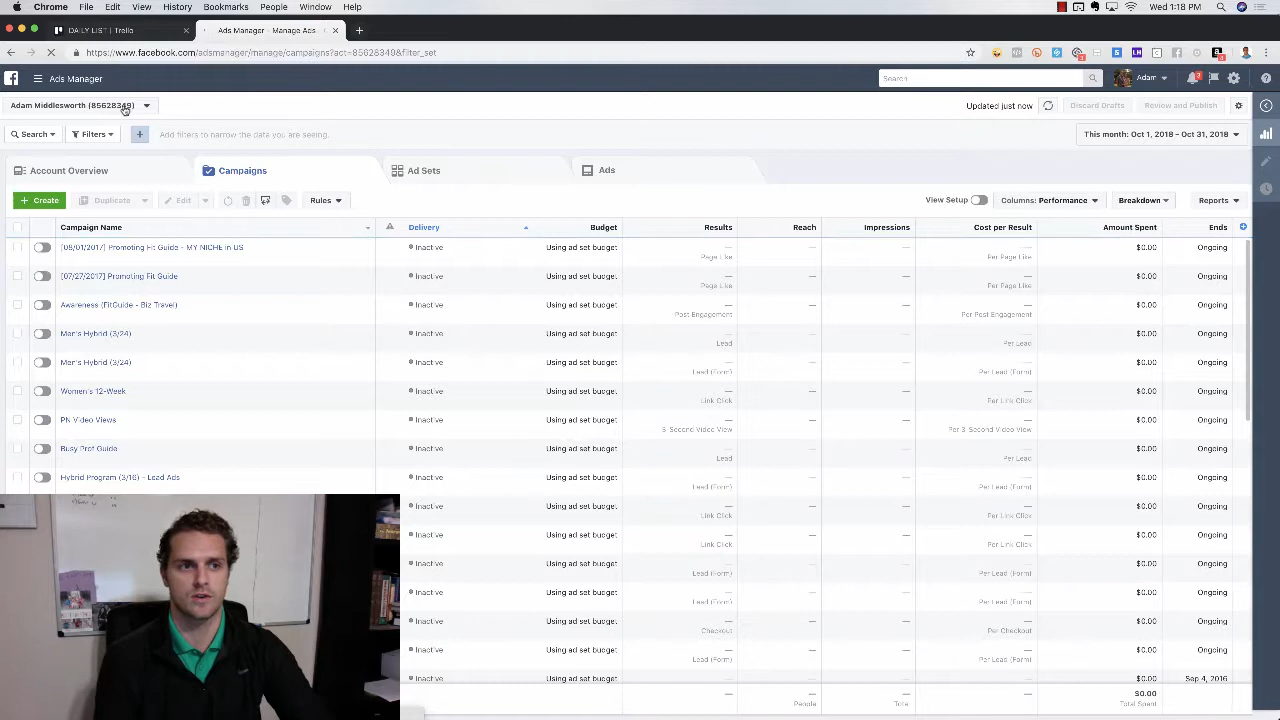 Chrome File Edit View History Bookmarks People Window Help Wed 1:18 PM
DAILY LIST | Trello × Ads Manager - Manage Ads ×
https://www.facebook.com/adsmanager/manage/campaigns?act=85628349&filter_set
Ads Manager Search Adam
Adam Middlesworth (85628349) Updated just now Discard Drafts Review and Publish
Search Filters + Add filters to narrow the data you are seeing. This month: Oct 1, 2018 - Oct 31, 2018
Account Overview Campaigns Ad Sets Ads
+ Create Duplicate Edit Rules View Setup Columns: Performance Breakdown Reports
Campaign Name Delivery Budget Results Reach Impressions Cost per Result Amount Spent Ends
[08/01/2017] Promoting Fit Guide - MY NICHE in US Inactive Using ad set budget — — — — $0.00 Ongoing
Page Like Per Page Like
[07/27/2017] Promoting Fit Guide Inactive Using ad set budget — — — — $0.00 Ongoing
Page Like Per Page Like
Awareness (FitGuide - Biz Travel) Inactive Using ad set budget — — — — $0.00 Ongoing
Post Engagement Per Post Engagement
Men's Hybrid (3/24) Inactive Using ad set budget — — — — $0.00 Ongoing
Lead Per Lead
Men's Hybrid (3/24) Inactive Using ad set budget — — — — $0.00 Ongoing
Lead (Form) Per Lead (Form)
Women's 12-Week Inactive Using ad set budget — — — — $0.00 Ongoing
Link Click Per Link Click
PN Video Views Inactive Using ad set budget — — — — $0.00 Ongoing
3-Second Video View Per 3-Second Video View
Busy Prof Guide Inactive Using ad set budget — — — — $0.00 Ongoing
Lead Per Lead
Hybrid Program (3/16) - Lead Ads Inactive Using ad set budget — — — — $0.00 Ongoing
Lead (Form) Per Lead (Form)
Inactive Using ad set budget — — — — $0.00 Ongoing
Link Click Per Link Click
Inactive Using ad set budget — — — — $0.00 Ongoing
Link Click Per Link Click
Inactive Using ad set budget — — — — $0.00 Ongoing
Lead (Form) Per Lead (Form)
Inactive Using ad set budget — — — — $0.00 Ongoing
Lead (Form) Per Lead (Form)
Inactive Using ad set budget — — — — $0.00 Ongoing
Checkout Per Checkout
Inactive Using ad set budget — — — — $0.00 Ongoing
Lead (Form) Per Lead (Form)
Inactive Using ad set budget — — — — $0.00 Sep 4, 2016
— — — — $0.00
People Total Total Spent